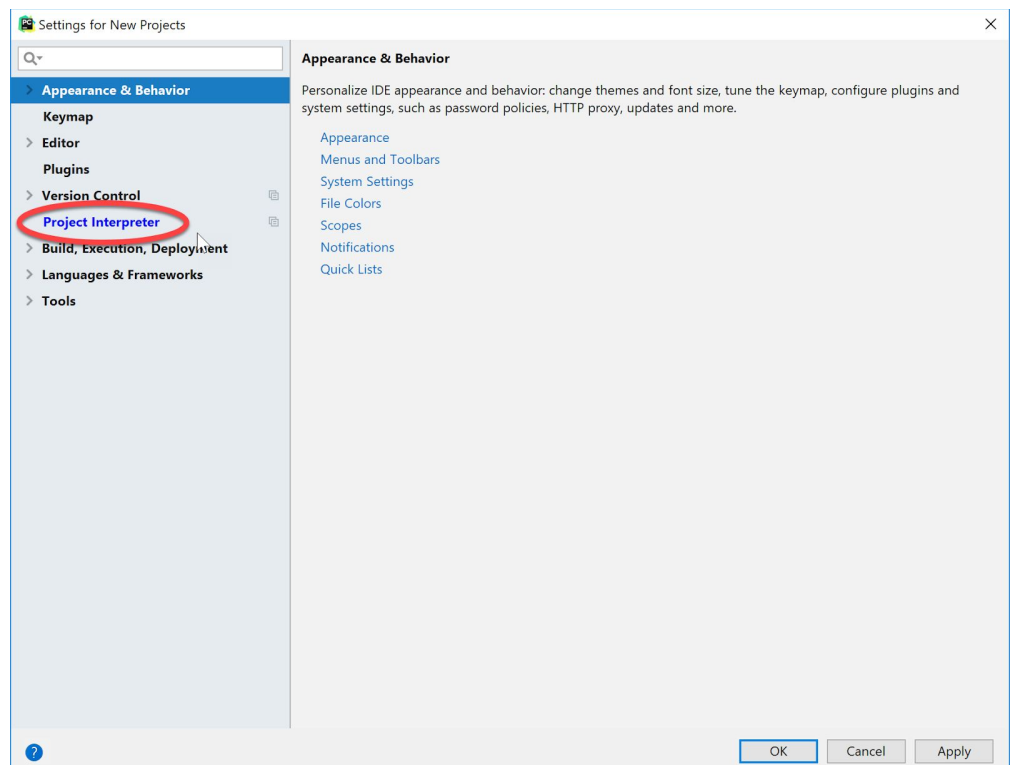 PC Settings for New Projects
Appearance & Behavior
Keymap
Editor
Plugins
Version Control
Project Interpreter
Build, Execution, Deployment
Languages & Frameworks
Tools
Appearance & Behavior
Personalize IDE appearance and behavior: change themes and font size, tune the keymap, configure plugins and
system settings, such as password policies, HTTP proxy, updates and more.
Appearance
Menus and Toolbars
System Settings
File Colors
Scopes
Notifications
Quick Lists
?
OK Cancel Apply